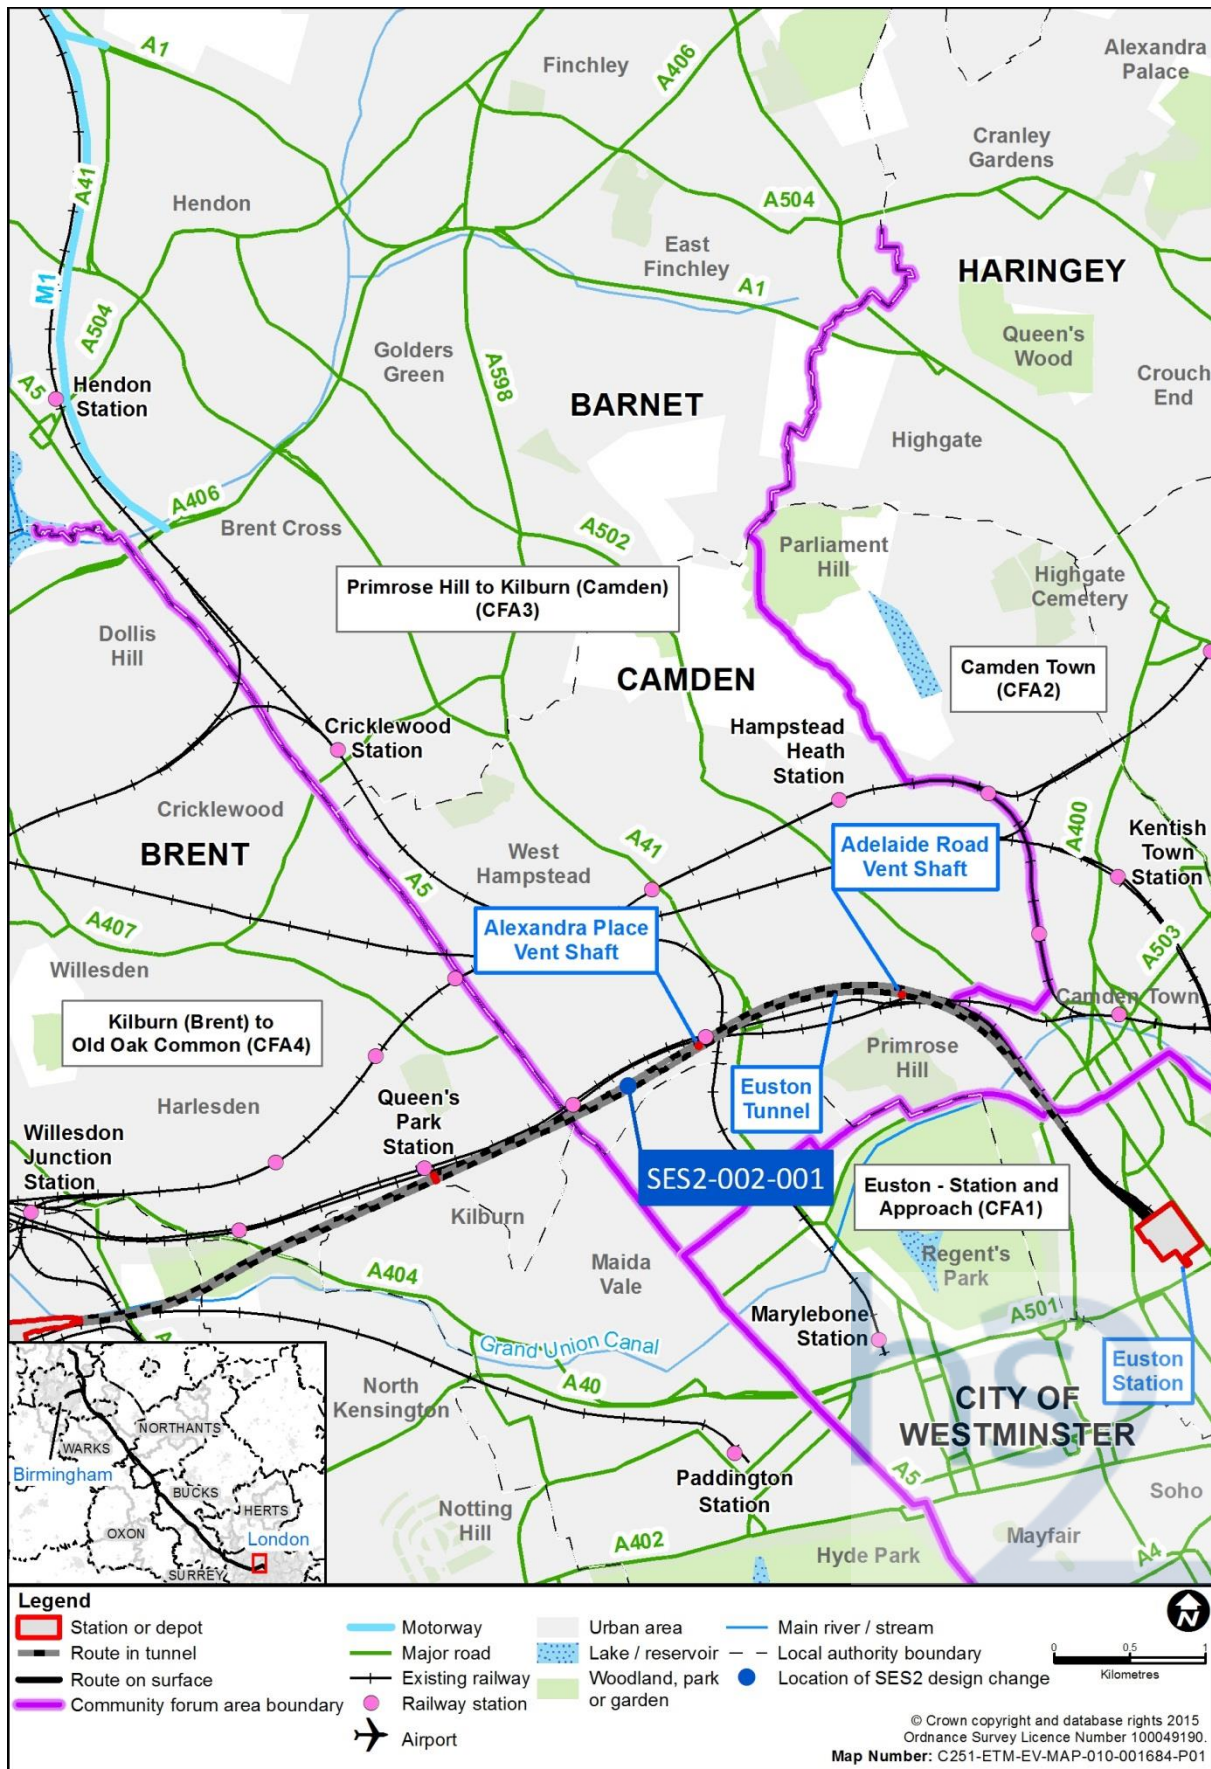 A1
Finchley
A406
Alexandra
Palace
Cranley
Gardens
A41
Hendon
A504
East
Finchley
HARINGEY
M1
A1
A504
Queen's
Wood
Golders
Green
A598
Crouch
End
A5
Hendon
Station
BARNET
Highgate
A406
Brent Cross
A502
Parliament
Hill
Highgate
Cemetery
Primrose Hill to Kilburn (Camden)
(CFA3)
Dollis
Hill
CAMDEN
Camden Town
(CFA2)
Cricklewood
Station
Hampstead
Heath
Station
Cricklewood
BRENT
A400
Kentish
Town
Station
Adelaide Road
Vent Shaft
West
Hampstead
A41
A5
Alexandra Place
Vent Shaft
A407
A503
Willesden
Camden Town
Kilburn (Brent) to
Old Oak Common (CFA4)
Primrose
Hill
Euston
Tunnel
Harlesden
Queen's
Park
Station
Willesdon
Junction
Station
SES2-002-001
Euston - Station and
Approach (CFA1)
Kilburn
Maida
Vale
Regent's
Park
A404
A501
Marylebone
Station
Grand Union Canal
Euston
Station
A
hs2
North
Kensington
A40
CITY OF
WESTMINSTER
NORTHANTS
WARKS
Birmingham
BUCKS
HERTS
OXON
London
SURREY
Paddington
Station
A5
Soho
Notting
Hill
Mayfair
A402
Hyde Park
A4
Legend
Station or depot
Route in tunnel
Route on surface
Community forum area boundary
Motorway
Major road
Existing railway
Railway station
Airport
Urban area
Lake / reservoir
Woodland, park
or garden
Main river / stream
Local authority boundary
Location of SES2 design change
N
0 0.5 1
Kilometres
© Crown copyright and database rights 2015
Ordnance Survey Licence Number 100049190.
Map Number: C251-ETM-EV-MAP-010-001684-P01